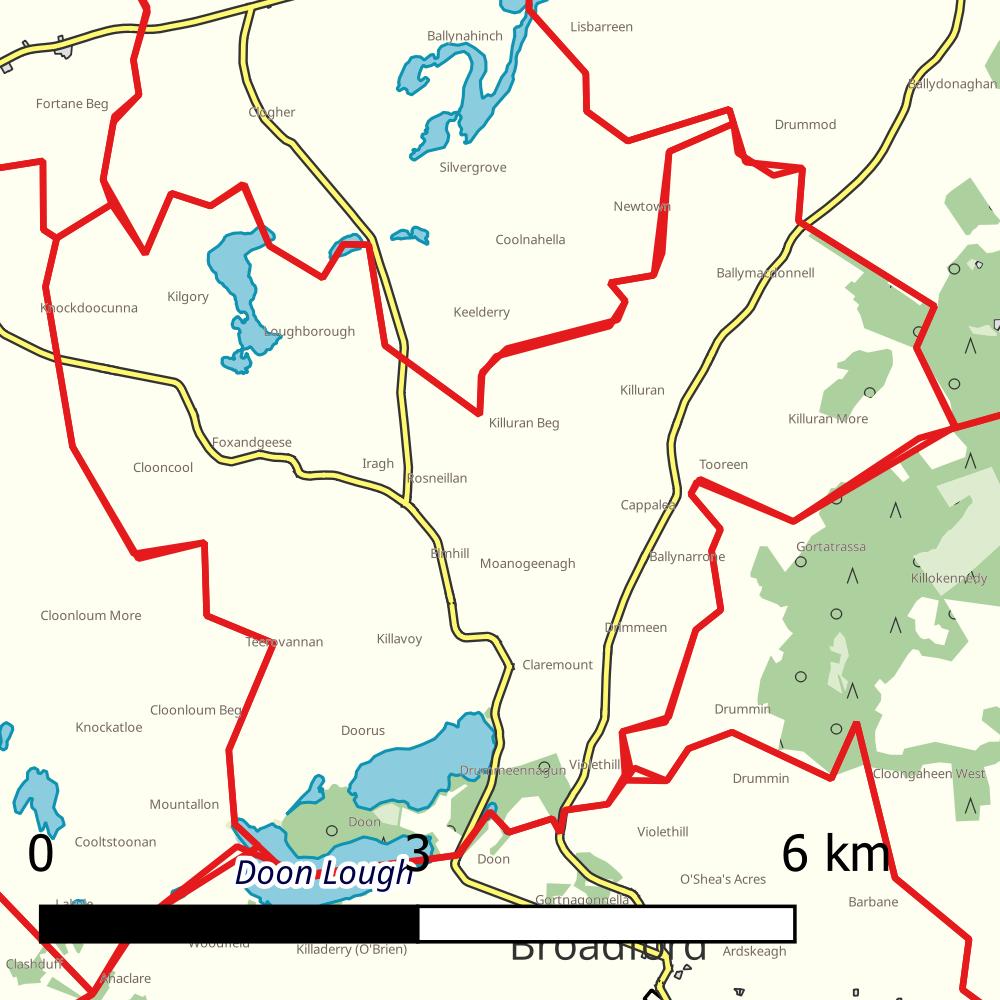 Lisbarreen
Ballynahinch
Ballydonaghan
Fortane Beg
Clogher
Drummod
Silvergrove
Newtown
Coolnahella
Ballymacdonnell
Kilgory
Knockdoocunna
Keelderry
Loughborough
Killuran
Killuran More
Killuran Beg
Foxandgeese
Clooncool
Iragh
Tooreen
Rosneillan
Cappalea
Gortatrassa
Elmhill
Moanogeenagh
Ballynarrone
Killokennedy
Cloonloum More
Drimmeen
Teerovannan
Killavoy
Claremount
Cloonloum Beg
Drummin
Knockatloe
Doorus
Violethill
Drummeennagun
Drummin
Cloongaheen West
Mountallon
Doon
Violethill
Cooltstoonan
0 3 6 km
Doon
Doon Lough
O'Shea's Acres
Gortnagonnella
Barbane
Woodfield
Killaderry (O'Brien)
Broadford
Ardskeagh
Clashduff
Anaclare